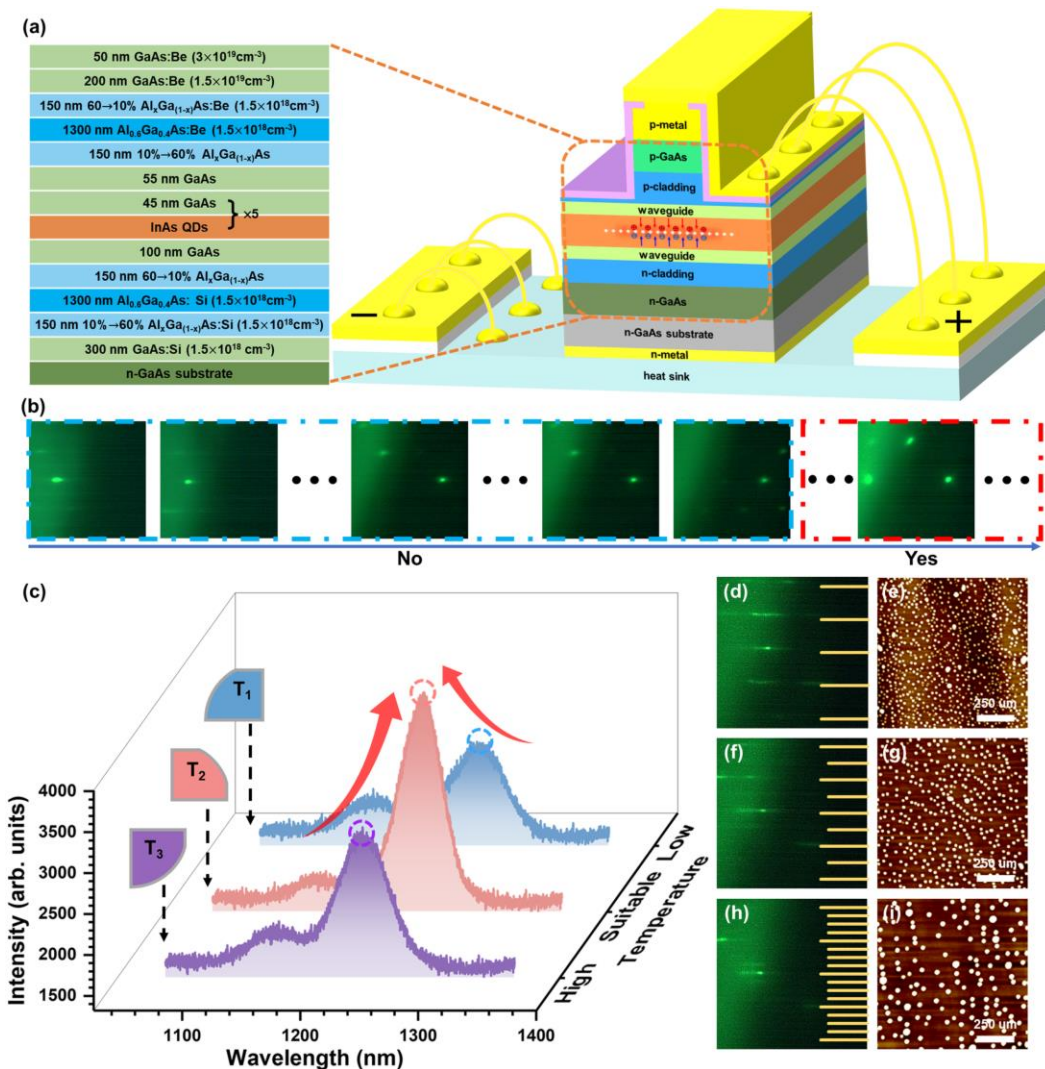 (a)
50 nm GaAs:Be (3×10¹⁹cm⁻³)
200 nm GaAs:Be (1.5×10¹⁹cm⁻³)
150 nm 60→10% AlₓGa₍₁₋ₓ₎As:Be (1.5×10¹⁸cm⁻³)
1300 nm Al₀.₆Ga₀.₄As:Be (1.5×10¹⁸cm⁻³)
150 nm 10%→60% AlₓGa₍₁₋ₓ₎As
55 nm GaAs
45 nm GaAs
} ×5
InAs QDs
100 nm GaAs
150 nm 60→10% AlₓGa₍₁₋ₓ₎As
1300 nm Al₀.₆Ga₀.₄As: Si (1.5×10¹⁸cm⁻³)
150 nm 10%→60% AlₓGa₍₁₋ₓ₎As:Si (1.5×10¹⁸cm⁻³)
300 nm GaAs:Si (1.5×10¹⁸ cm⁻³)
n-GaAs substrate
p-metal
p-GaAs
p-cladding
waveguide
waveguide
n-cladding
n-GaAs
n-GaAs substrate
n-metal
heat sink
−
+
(b)
No
Yes
(c)
T₁
T₂
T₃
Intensity (arb. units)
4000
3500
3000
2500
2000
1500
1100
1200
1300
1400
Wavelength (nm)
High
Suitable
Low
Temperature
(d)
(e)
250 um
(f)
(g)
250 um
(h)
(i)
250 um